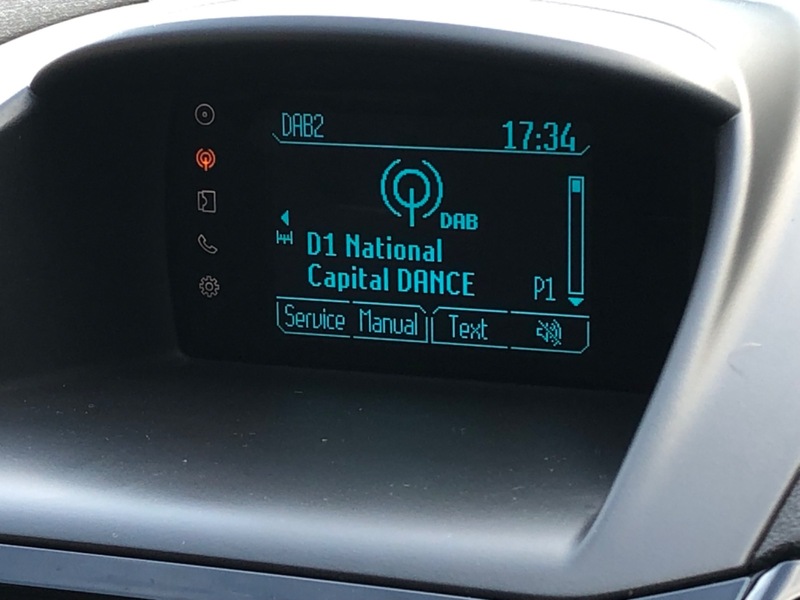 DAB2 17:34
DAB
D1 National
Capital DANCE P1
Service Manual Text